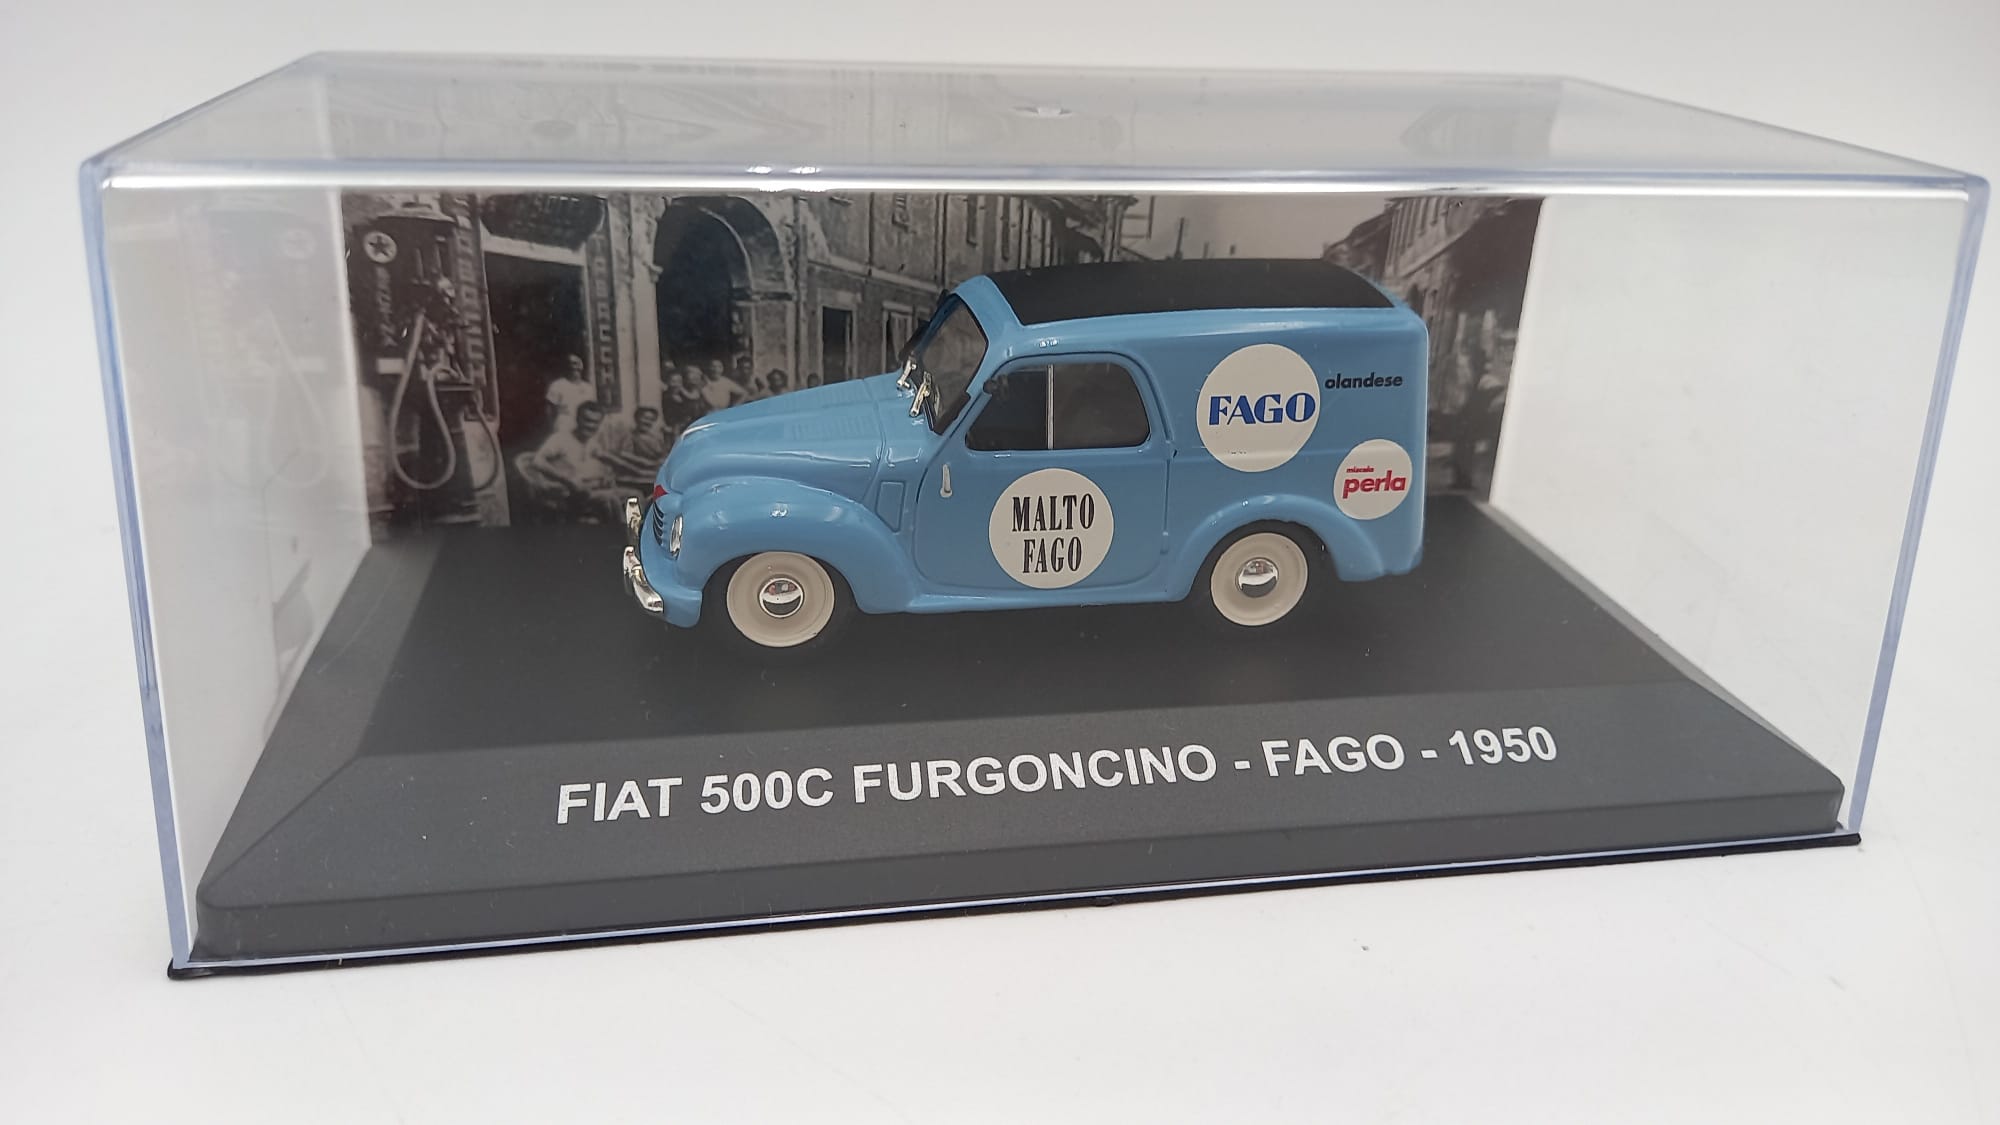 FAGO
olandese
miscela
perla
MALTO
FAGO
FIAT 500C FURGONCINO - FAGO - 1950